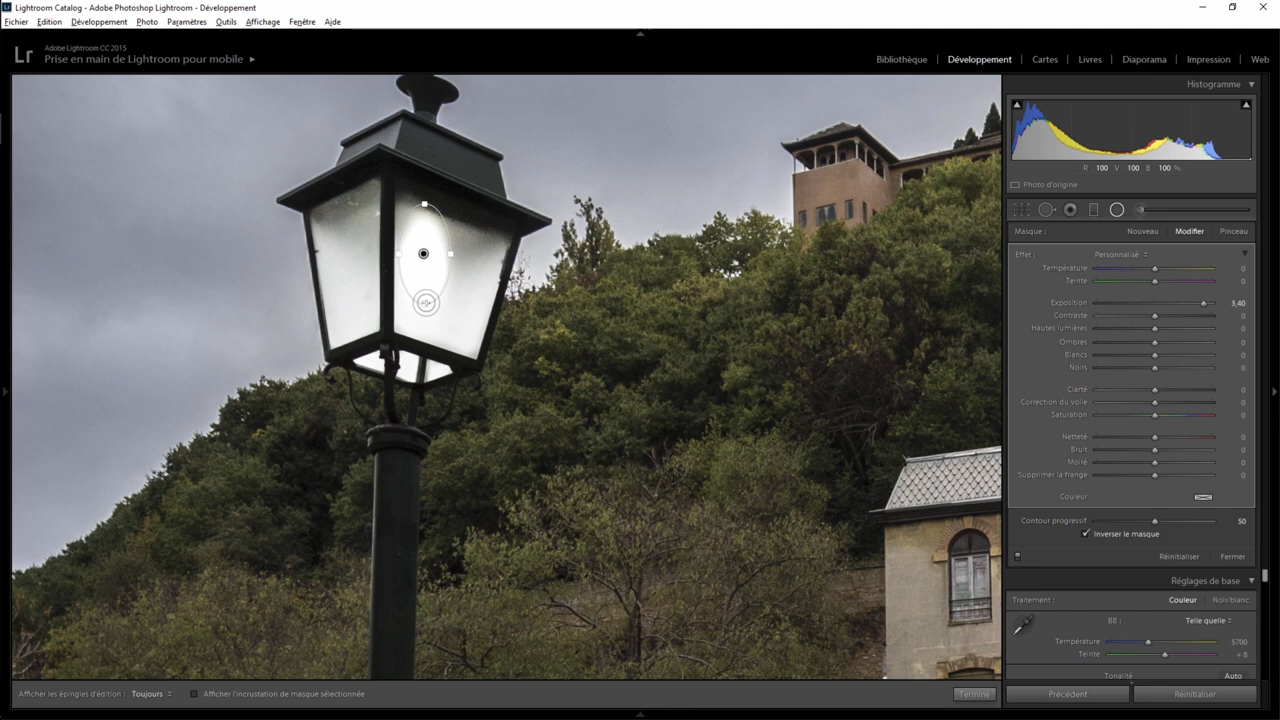 Lightroom Catalog - Adobe Photoshop Lightroom - Développement
Fichier Edition Développement Photo Paramètres Outils Affichage Fenêtre Aide
Lr
Adobe Lightroom CC 2015
Prise en main de Lightroom pour mobile
Bibliothèque | Développement | Cartes | Livres | Diaporama | Impression | Web
Histogramme
R 100 V 100 B 100 %
Photo d'origine
Masque : Nouveau Modifier Pinceau
Effet : Personnalisé
Température 0
Teinte 0
Exposition 3,40
Contraste 0
Hautes lumières 0
Ombres 0
Blancs 0
Noirs 0
Clarté 0
Correction du voile 0
Saturation 0
Netteté 0
Bruit 0
Moiré 0
Supprimer la frange 0
Couleur
Contour progressif 50
Inverser le masque
Réinitialiser Fermer
Réglages de base
Traitement : Couleur Noir/blanc
BB : Telle quelle
Température 5700
Teinte + 8
Tonalité Auto
Afficher les épingles d'édition : Toujours Afficher l'incrustation de masque sélectionnée Terminé
Précédent Réinitialiser